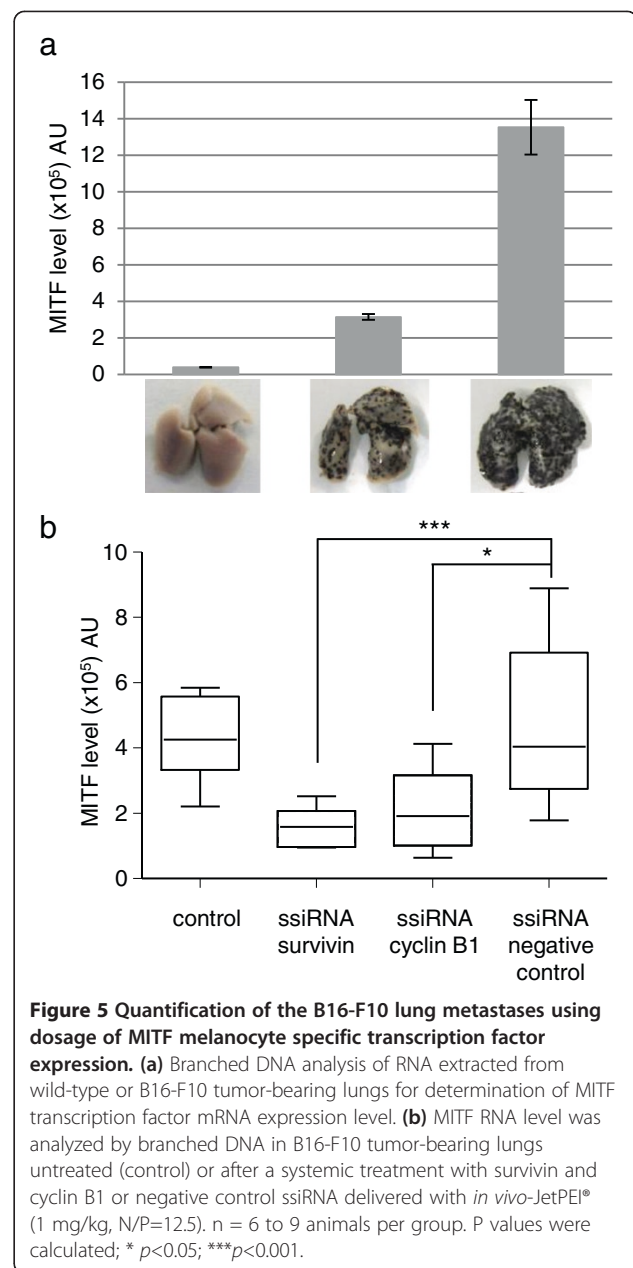 a
16
14
12
10
8
6
4
2
0
MITF level (x10⁵) AU
b
***
*
10
8
6
4
2
0
MITF level (x10⁵) AU
control
ssiRNA
survivin
ssiRNA
cyclin B1
ssiRNA
negative
control
Figure 5 Quantification of the B16-F10 lung metastases using
dosage of MITF melanocyte specific transcription factor
expression. (a) Branched DNA analysis of RNA extracted from
wild-type or B16-F10 tumor-bearing lungs for determination of MITF
transcription factor mRNA expression level. (b) MITF RNA level was
analyzed by branched DNA in B16-F10 tumor-bearing lungs
untreated (control) or after a systemic treatment with survivin and
cyclin B1 or negative control ssiRNA delivered with in vivo-JetPEI®
(1 mg/kg, N/P=12.5). n = 6 to 9 animals per group. P values were
calculated; * p<0.05; ***p<0.001.